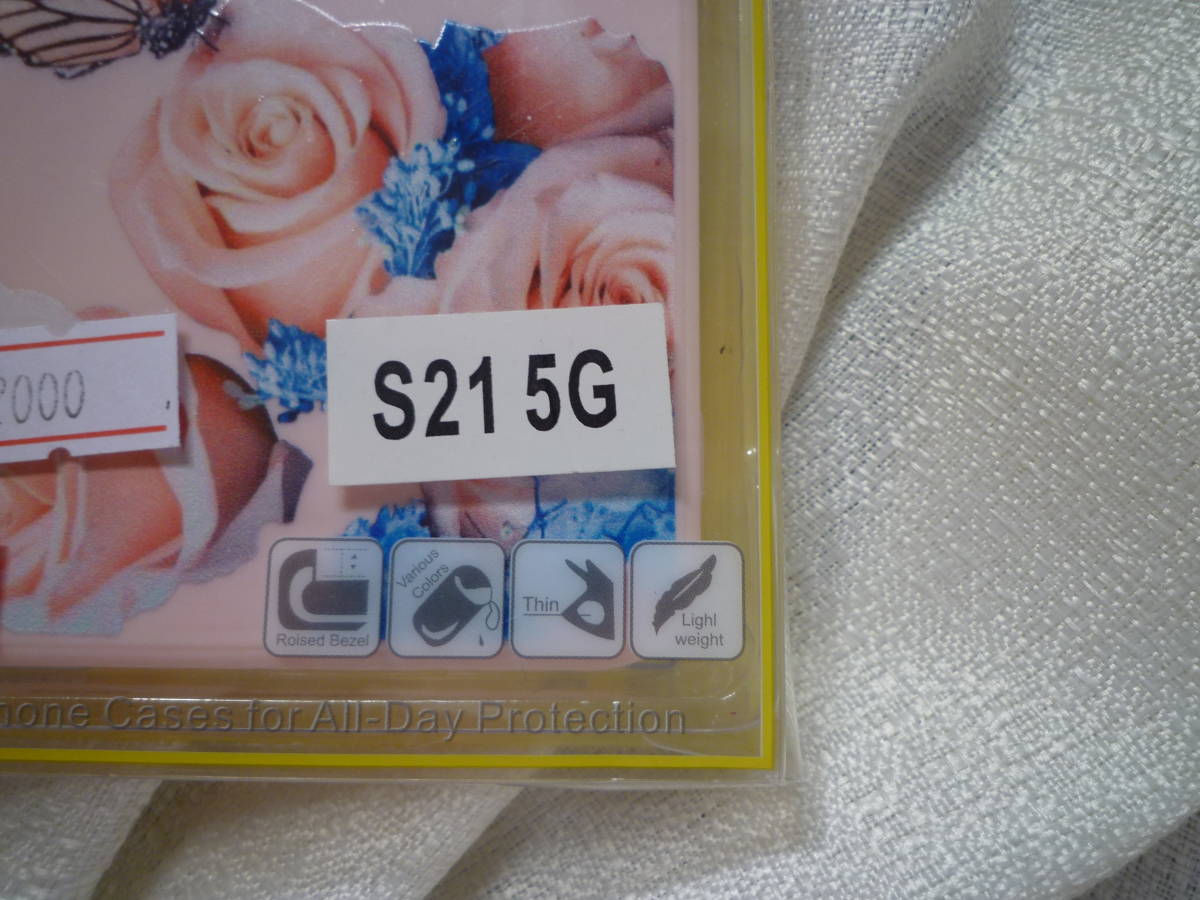 2000
S21 5G
Roised Bezel
Various
Colors
Thin
Lighl
weight
hone Cases for All-Day Protection